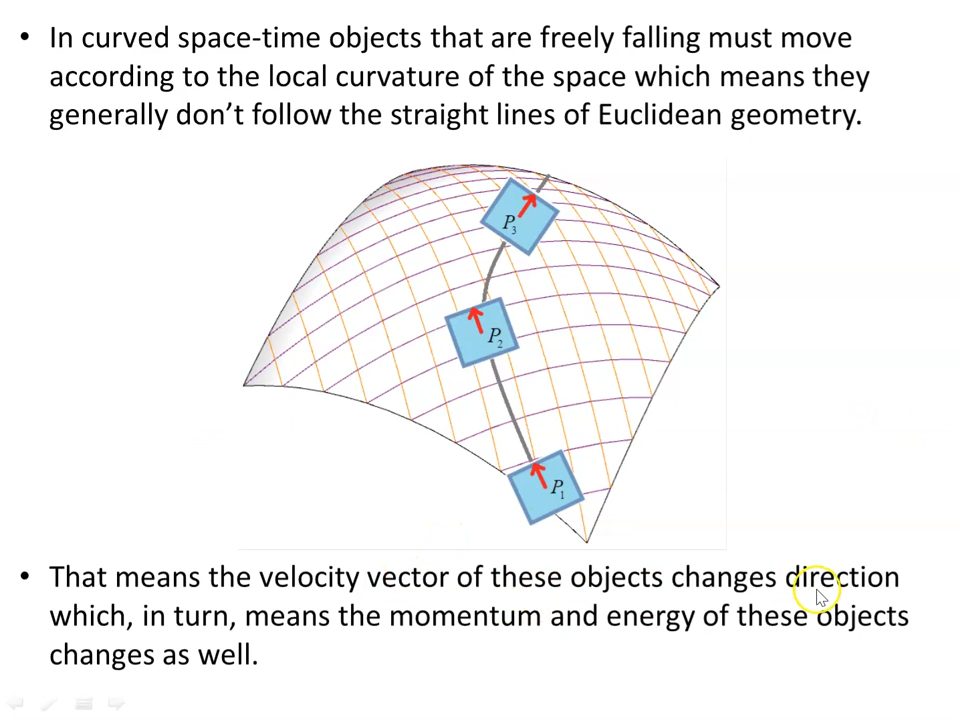 • In curved space-time objects that are freely falling must move
according to the local curvature of the space which means they
generally don’t follow the straight lines of Euclidean geometry.
P₃
P₂
P₁
• That means the velocity vector of these objects changes direction
which, in turn, means the momentum and energy of these objects
changes as well.